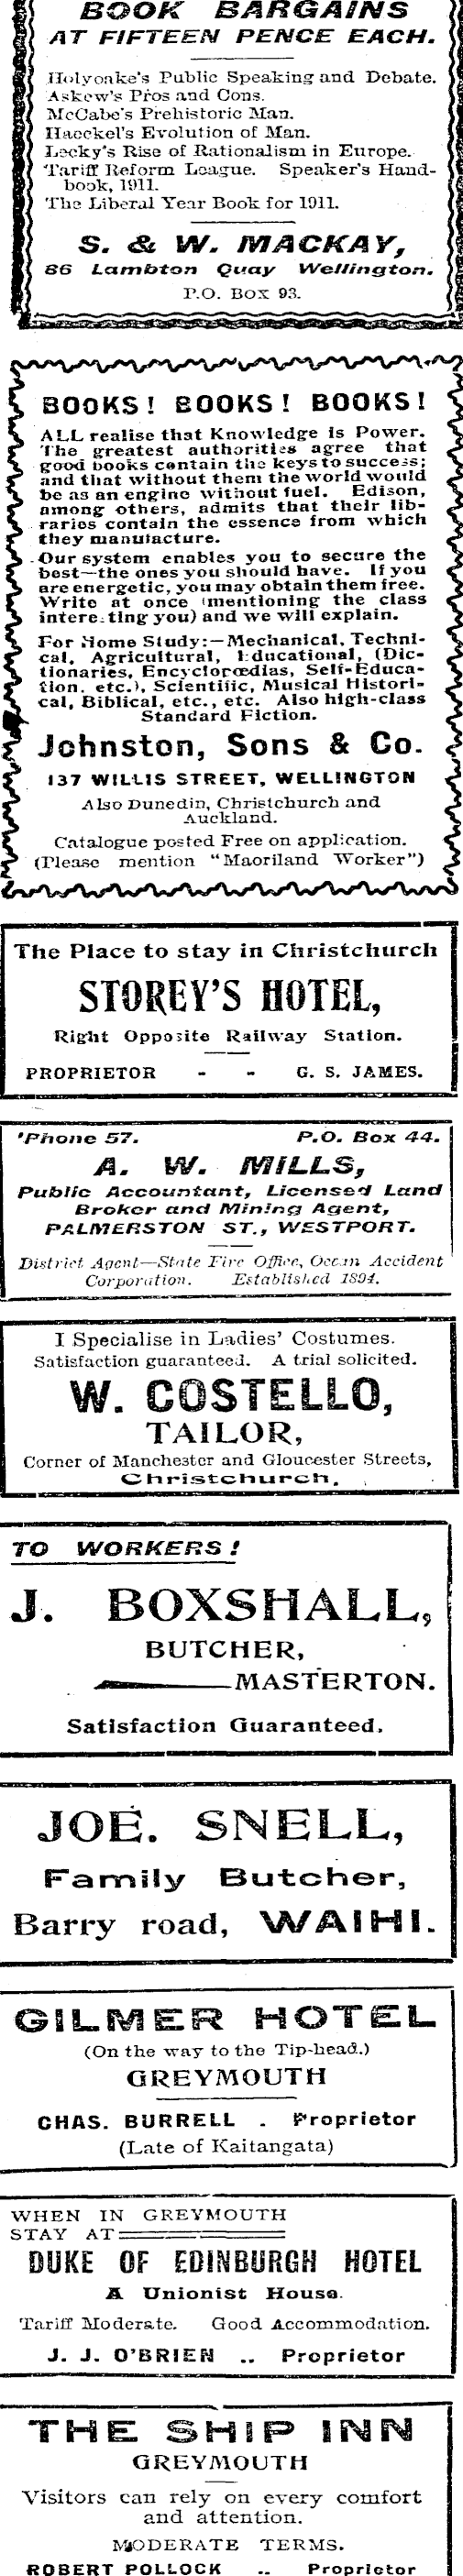 BOOK BARGAINS
AT FIFTEEN PENCE EACH.
Holyoake's Public Speaking and Debate.
Askew's Pros and Cons.
McCabe's Prehistoric Man.
Haeckel's Evolution of Man.
Lecky's Rise of Rationalism in Europe.
Tariff Reform League. Speaker's Hand-
book, 1911.
The Liberal Year Book for 1911.
S. & W. MACKAY,
86 Lambton Quay Wellington.
P.O. Box 93.
BOOKS! BOOKS! BOOKS!
ALL realise that Knowledge is Power.
The greatest authorities agree that
good books contain the keys to success;
and that without them the world would
be as an engine without fuel. Edison,
among others, admits that their lib-
raries contain the essence from which
they manufacture.
Our system enables you to secure the
best—the ones you should have. If you
are energetic, you may obtain them free.
Write at once (mentioning the class
interesting you) and we will explain.
For Home Study:—Mechanical, Techni-
cal, Agricultural, Educational, (Dic-
tionaries, Encyclopœdias, Self-Educa-
tion, etc.), Scientific, Musical Histori-
cal, Biblical, etc., etc. Also high-class
Standard Fiction.
Johnston, Sons & Co.
137 WILLIS STREET, WELLINGTON
Also Dunedin, Christchurch and
Auckland.
Catalogue posted Free on application.
(Please mention "Maoriland Worker")
The Place to stay in Christchurch
STOREY'S HOTEL,
Right Opposite Railway Station.
PROPRIETOR - - G. S. JAMES.
'Phone 57. P.O. Box 44.
A. W. MILLS,
Public Accountant, Licensed Land
Broker and Mining Agent,
PALMERSTON ST., WESTPORT.
District Agent—State Fire Office, Ocean Accident
Corporation. Established 1894.
I Specialise in Ladies' Costumes.
Satisfaction guaranteed. A trial solicited.
W. COSTELLO,
TAILOR,
Corner of Manchester and Gloucester Streets,
Christchurch.
TO WORKERS!
J. BOXSHALL,
BUTCHER,
MASTERTON.
Satisfaction Guaranteed.
JOE. SNELL,
Family Butcher,
Barry road, WAIHI.
GILMER HOTEL
(On the way to the Tip-head.)
GREYMOUTH
CHAS. BURRELL . Proprietor
(Late of Kaitangata)
WHEN IN GREYMOUTH
STAY AT
DUKE OF EDINBURGH HOTEL
A Unionist House.
Tariff Moderate. Good Accommodation.
J. J. O'BRIEN .. Proprietor
THE SHIP INN
GREYMOUTH
Visitors can rely on every comfort
and attention.
MODERATE TERMS.
ROBERT POLLOCK .. Proprietor